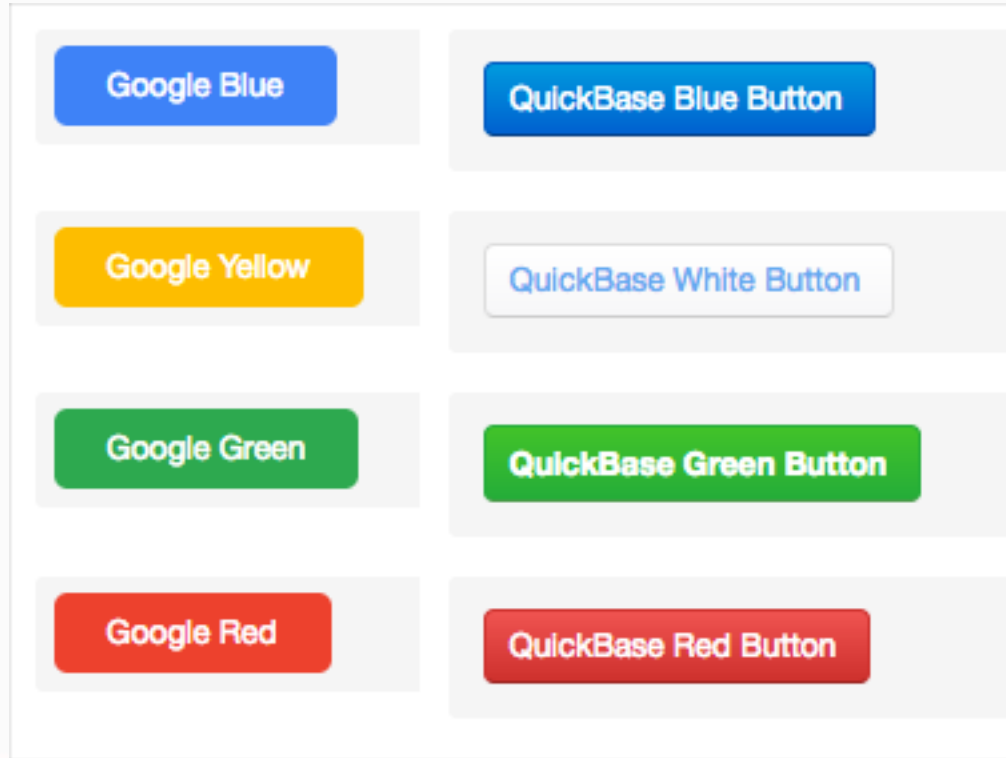 Google Blue
QuickBase Blue Button
Google Yellow
QuickBase White Button
Google Green
QuickBase Green Button
Google Red
QuickBase Red Button